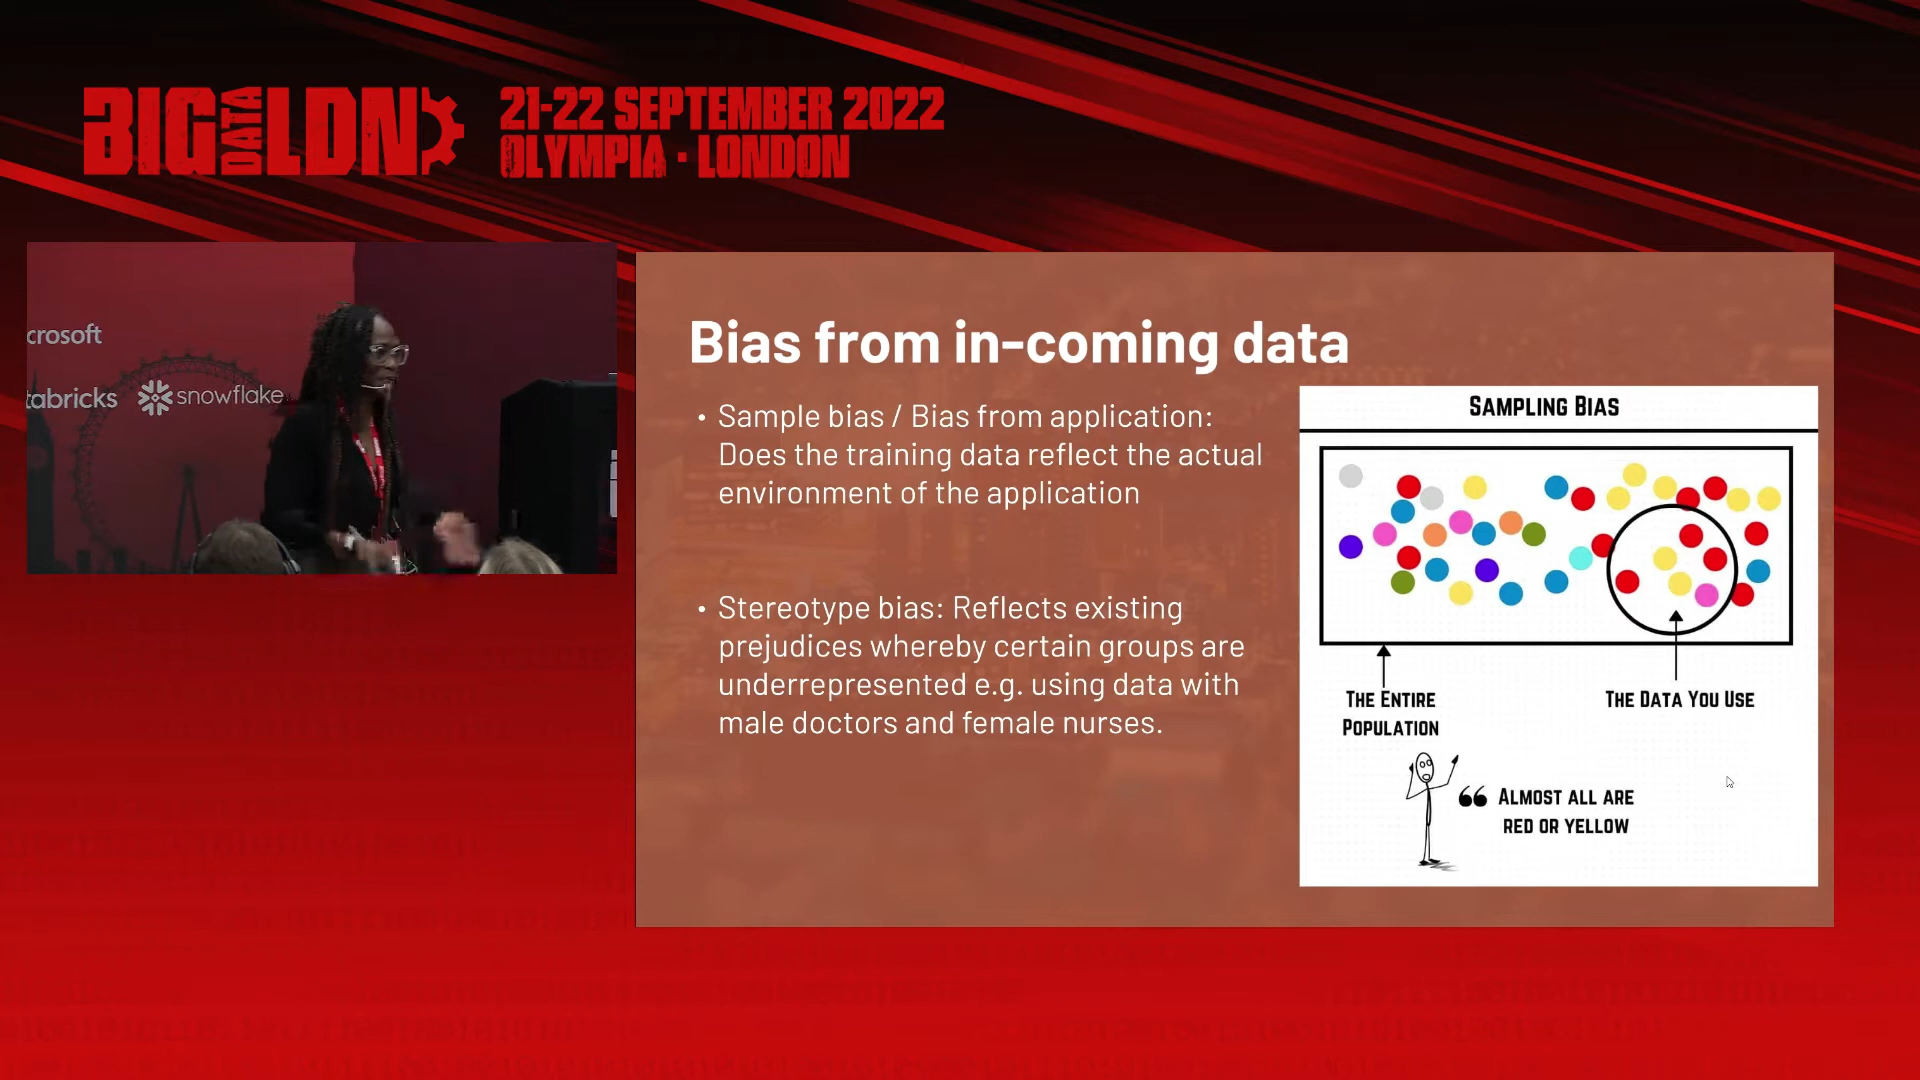 BIG DATA LDN
21-22 SEPTEMBER 2022
OLYMPIA · LONDON
crosoft
tabricks snowflake
Bias from in-coming data
• Sample bias / Bias from application:
Does the training data reflect the actual
environment of the application
• Stereotype bias: Reflects existing
prejudices whereby certain groups are
underrepresented e.g. using data with
male doctors and female nurses.
SAMPLING BIAS
THE ENTIRE
POPULATION
THE DATA YOU USE
“ ALMOST ALL ARE
RED OR YELLOW